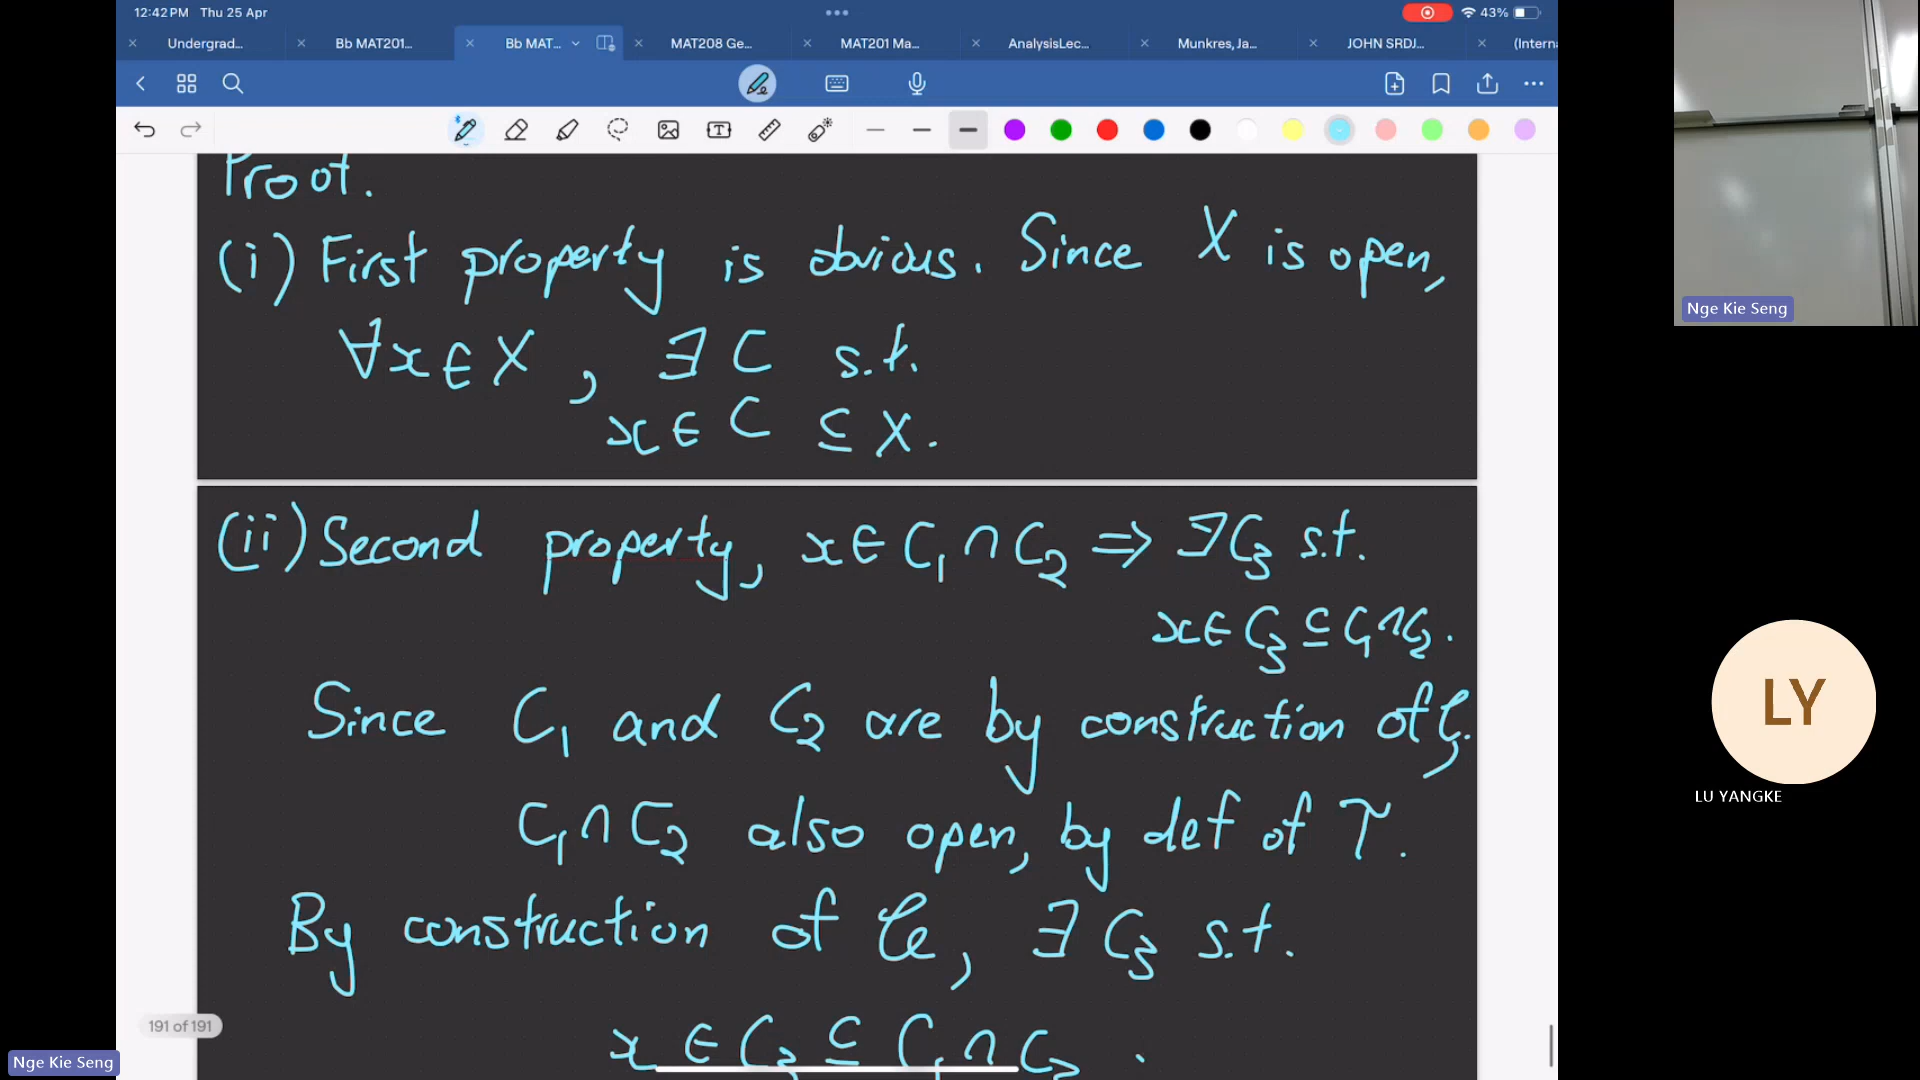 12:42 PM Thu 25 Apr
43%
Undergrad...
Bb MAT201...
Bb MAT...
MAT208 Ge...
MAT201 Ma...
AnalysisLec...
Munkres, Ja...
JOHN SRDJ...
(Intern
Proof.
(i) First property is obvious. Since X is open,
∀x∈X, ∃ C s.t.
x∈ C ⊆ X.
(ii) Second property, x∈ C₁∩C₂ ⇒ ∃C₃ s.t.
x∈ C₃ ⊆ C₁∩C₂.
Since C₁ and C₂ are by construction of 𝒞.
C₁∩C₂ also open, by def of 𝒯.
By construction of 𝒞, ∃ C₃ s.t.
x ∈ C₃ ⊆ C₁∩C₂.
191 of 191
Nge Kie Seng
Nge Kie Seng
LY
LU YANGKE